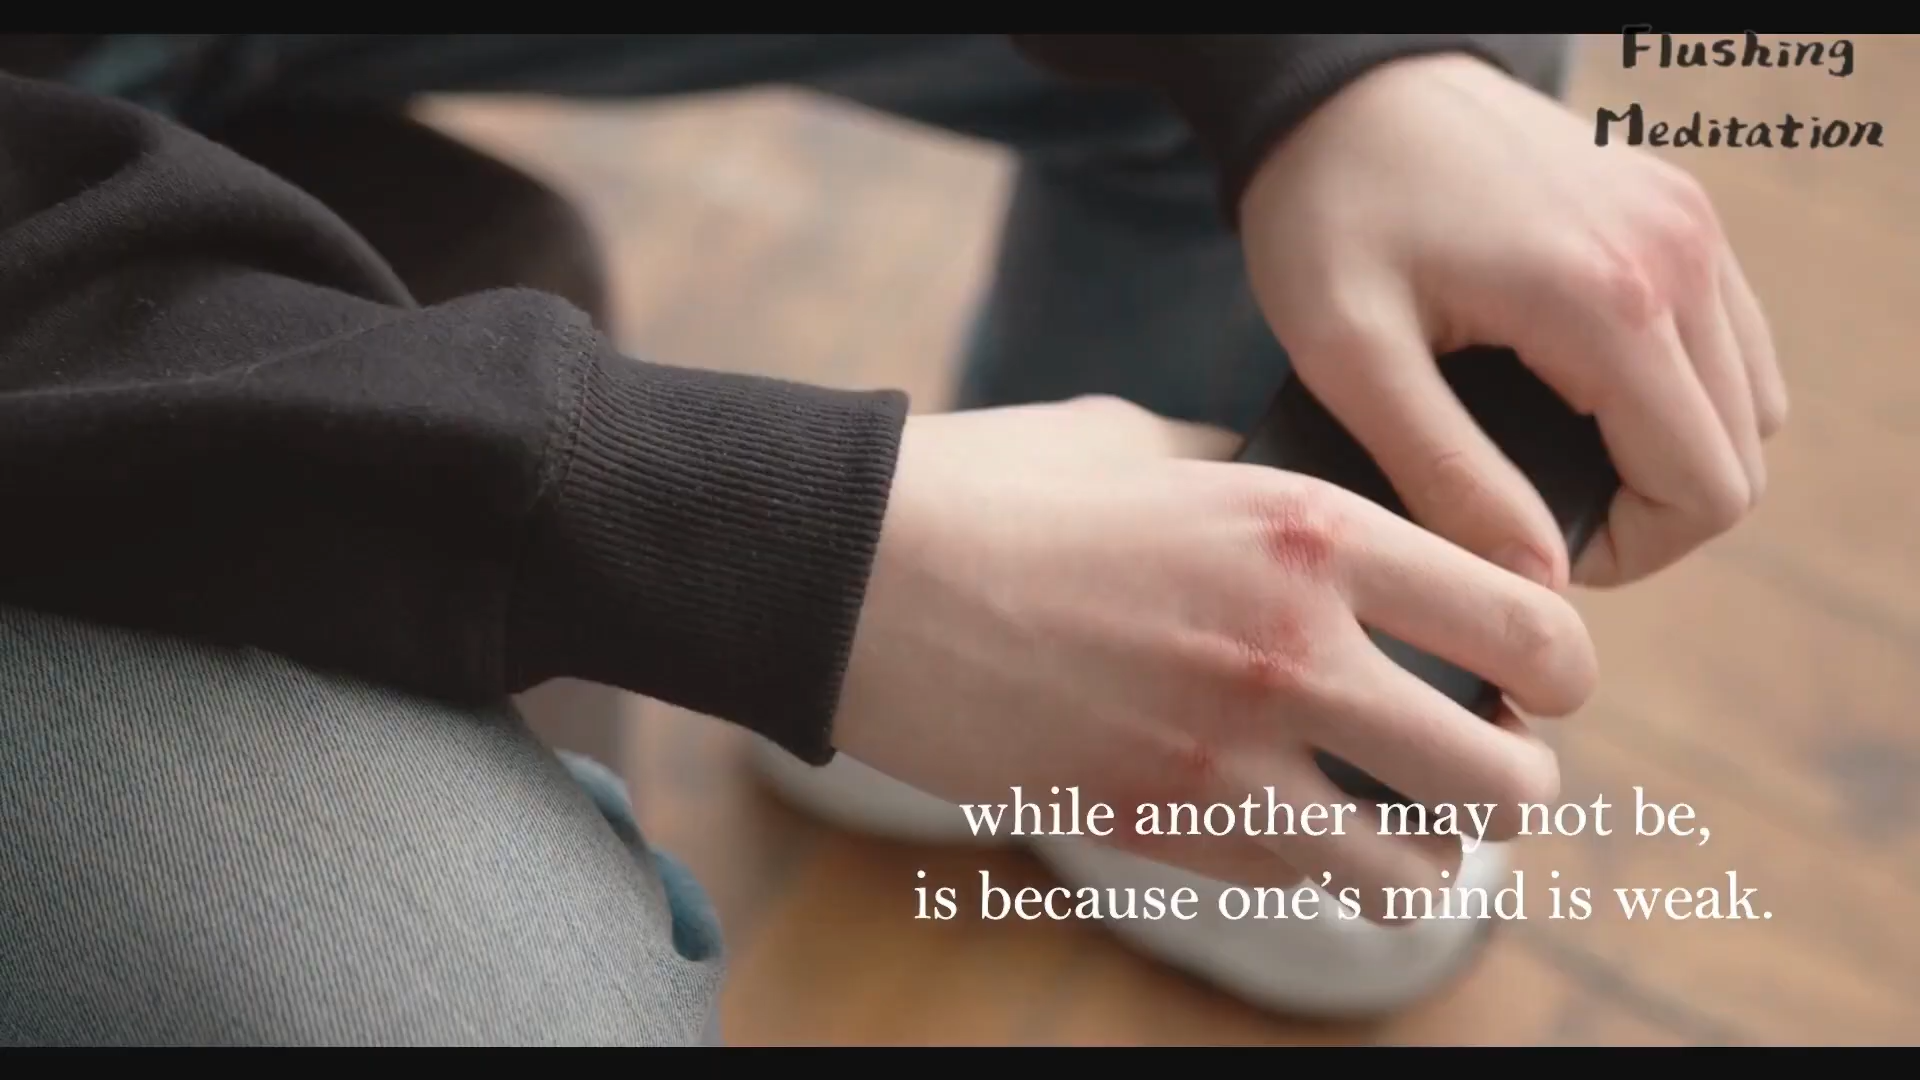 Flushing
Meditation
while another may not be,
is because one’s mind is weak.